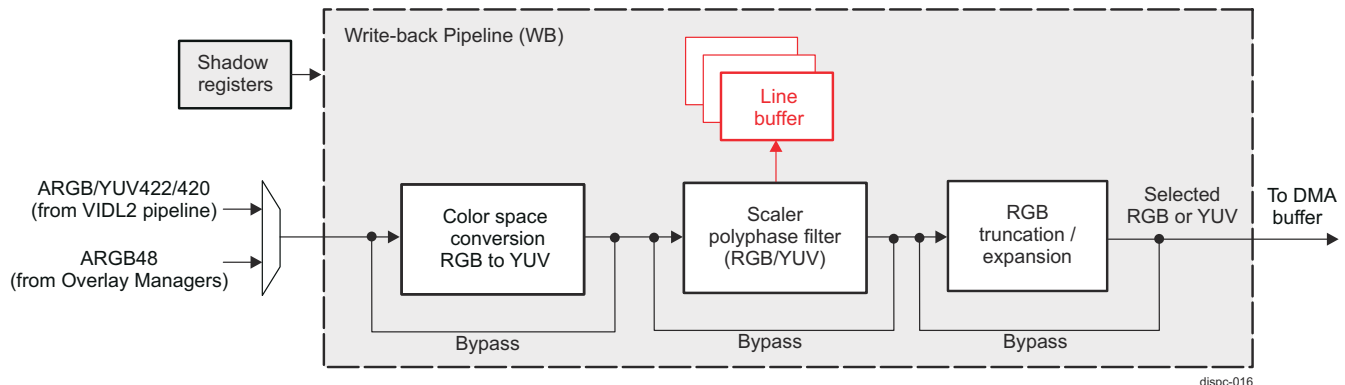 Write-back Pipeline (WB)
Shadow
registers
Line
buffer
ARGB/YUV422/420
(from VIDL2 pipeline)
ARGB48
(from Overlay Managers)
Color space
conversion
RGB to YUV
Scaler
polyphase filter
(RGB/YUV)
RGB
truncation /
expansion
Selected
RGB or YUV
To DMA
buffer
Bypass
Bypass
Bypass
dispc-016